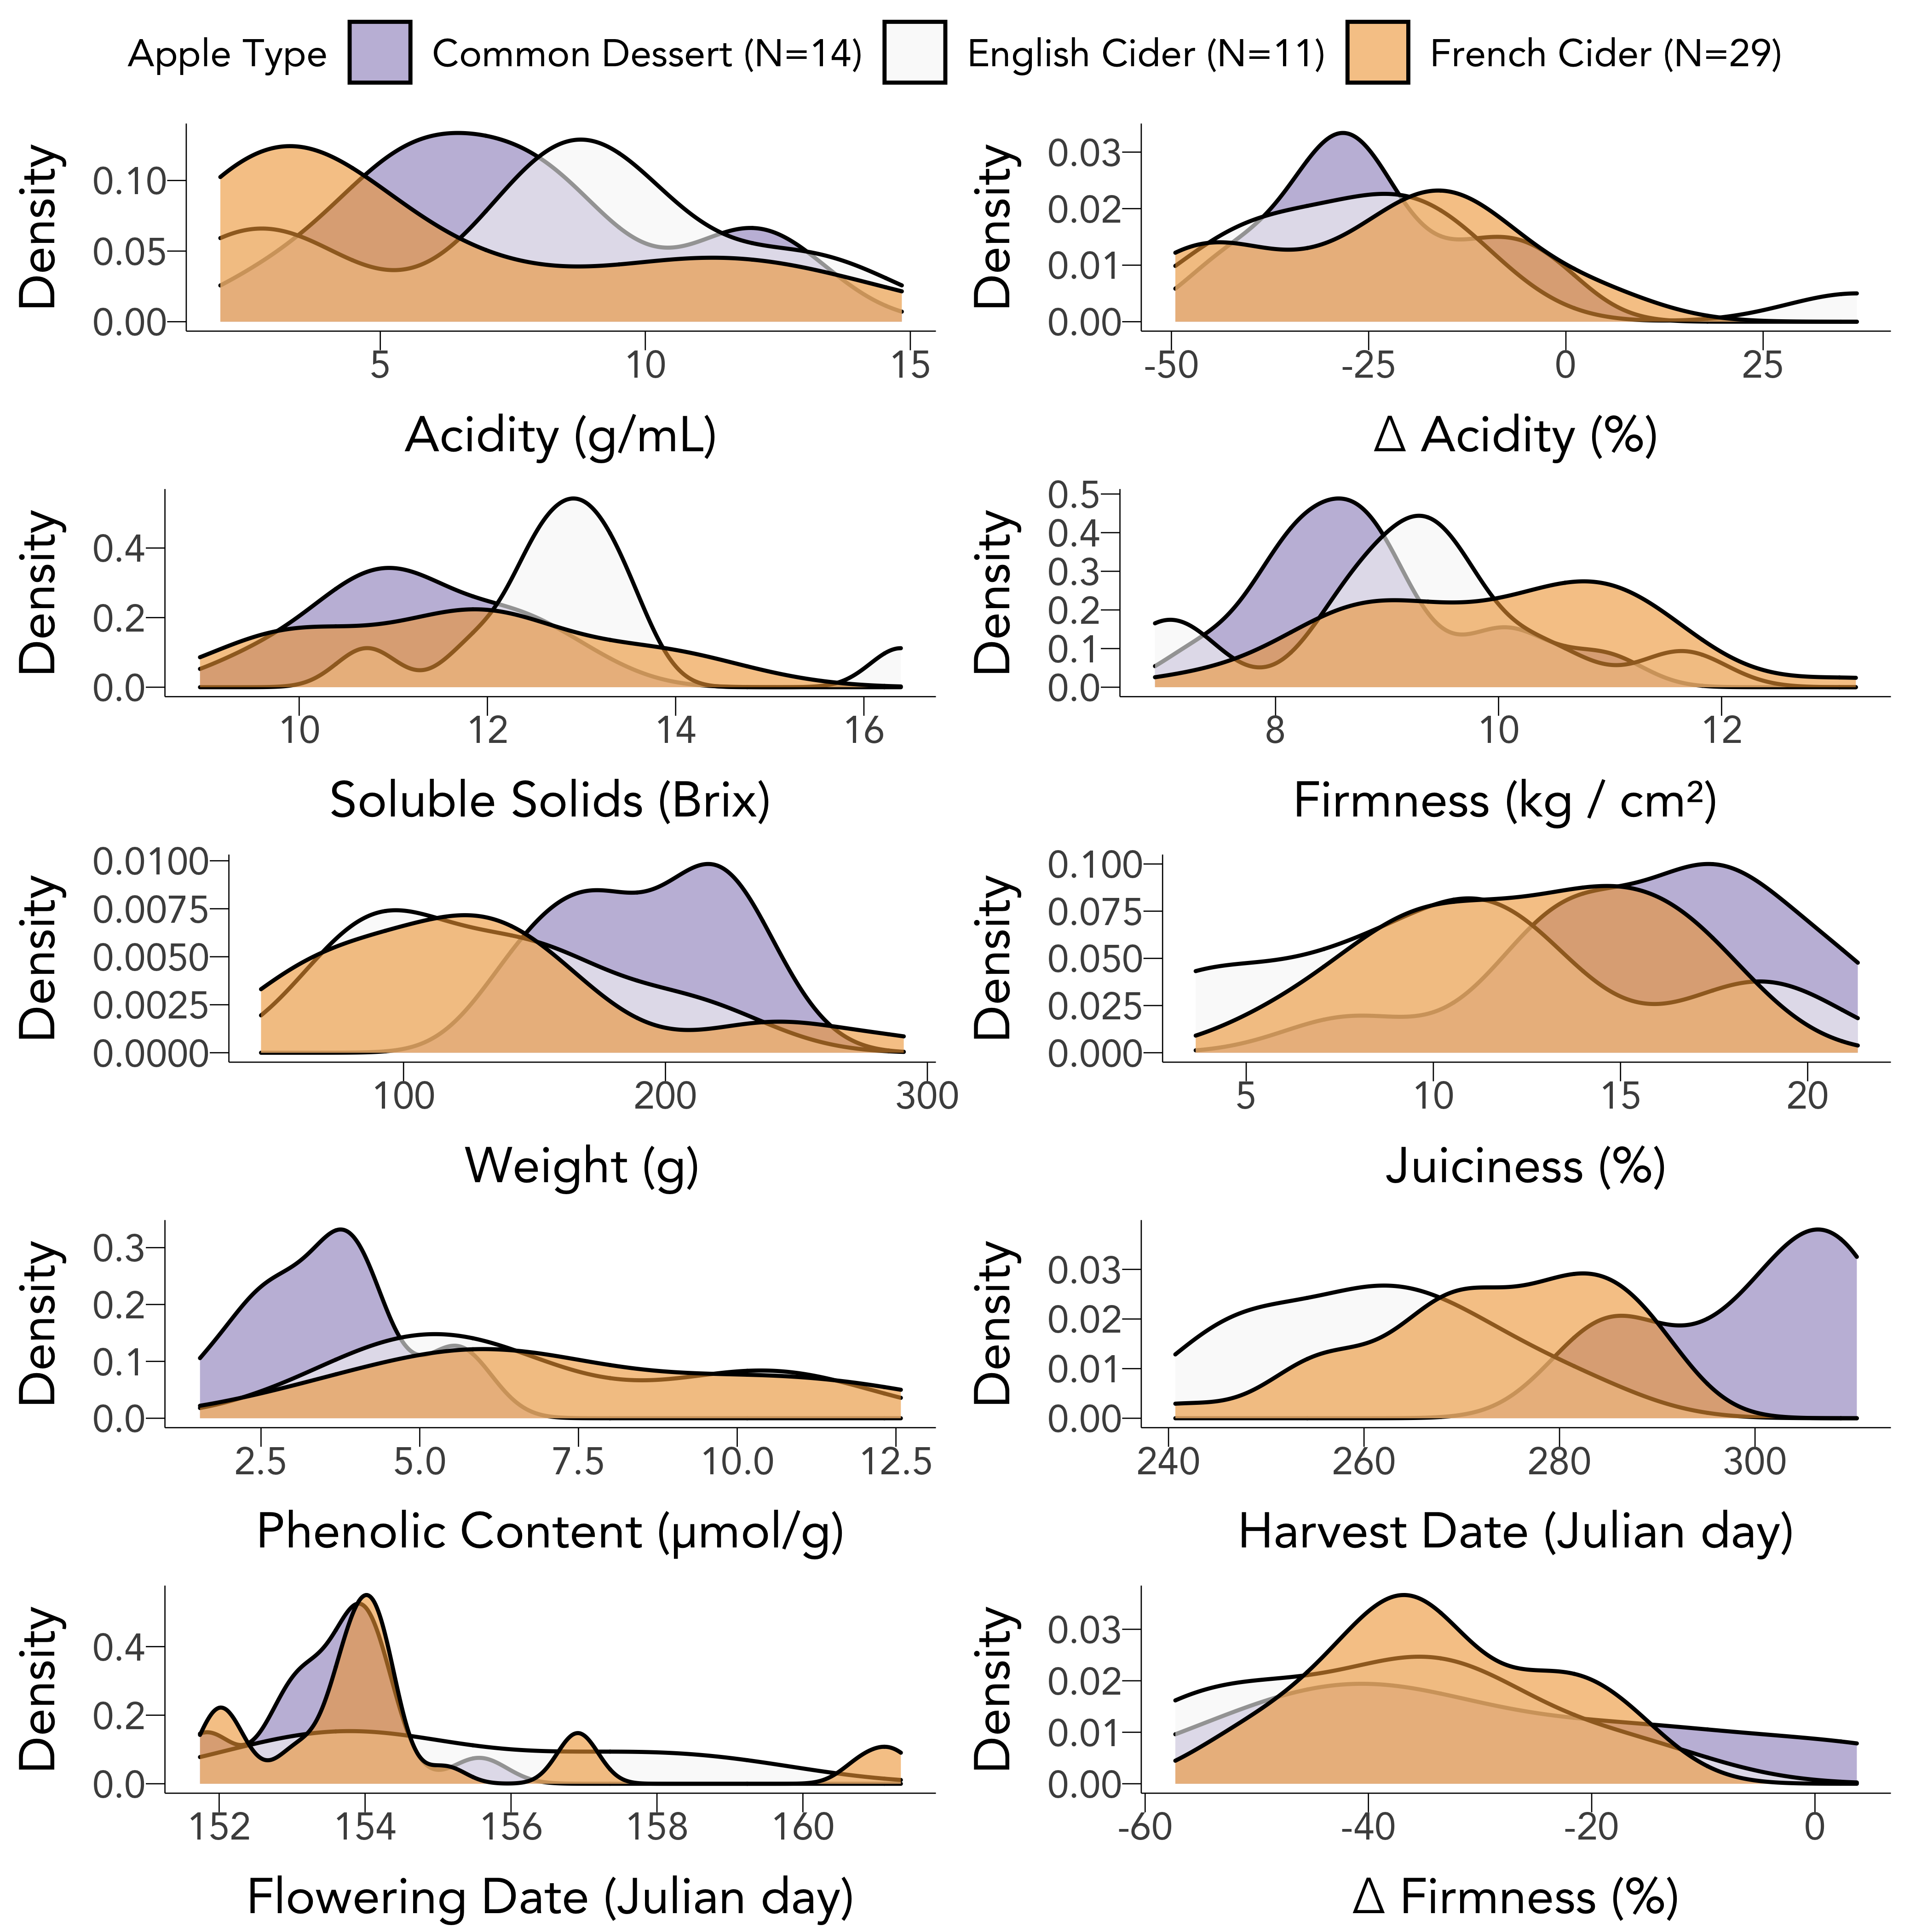 Apple Type Common Dessert (N=14) English Cider (N=11) French Cider (N=29)
Density
0.10
0.05
0.00
5 10 15
Acidity (g/mL)
Density
0.03
0.02
0.01
0.00
-50 -25 0 25
Δ Acidity (%)
Density
0.4
0.2
0.0
10 12 14 16
Soluble Solids (Brix)
Density
0.5
0.4
0.3
0.2
0.1
0.0
8 10 12
Firmness (kg / cm²)
Density
0.0100
0.0075
0.0050
0.0025
0.0000
100 200 300
Weight (g)
Density
0.100
0.075
0.050
0.025
0.000
5 10 15 20
Juiciness (%)
Density
0.3
0.2
0.1
0.0
2.5 5.0 7.5 10.0 12.5
Phenolic Content (μmol/g)
Density
0.03
0.02
0.01
0.00
240 260 280 300
Harvest Date (Julian day)
Density
0.4
0.2
0.0
152 154 156 158 160
Flowering Date (Julian day)
Density
0.03
0.02
0.01
0.00
-60 -40 -20 0
Δ Firmness (%)